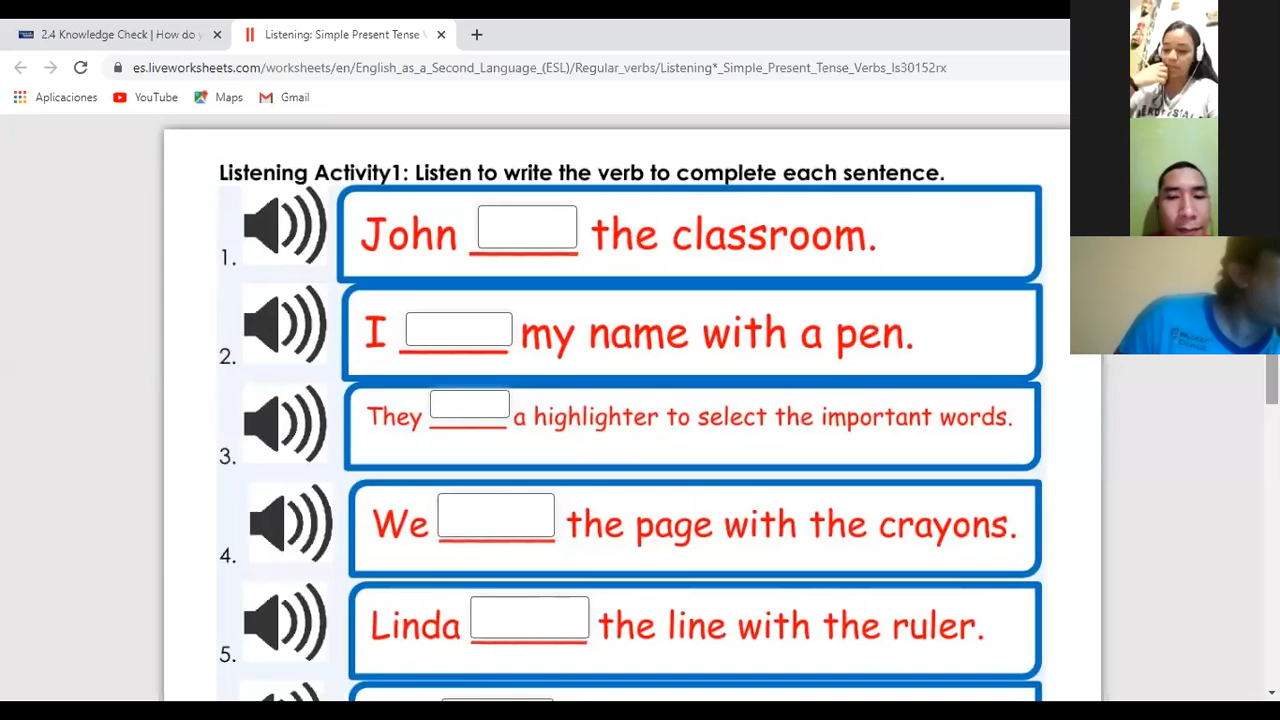 2.4 Knowledge Check | How do y
Listening: Simple Present Tense V
es.liveworksheets.com/worksheets/en/English_as_a_Second_Language_(ESL)/Regular_verbs/Listening*_Simple_Present_Tense_Verbs_ls30152rx
Aplicaciones YouTube Maps Gmail
Listening Activity1: Listen to write the verb to complete each sentence.
1. John the classroom.
2. I my name with a pen.
3. They a highlighter to select the important words.
4. We the page with the crayons.
5. Linda the line with the ruler.